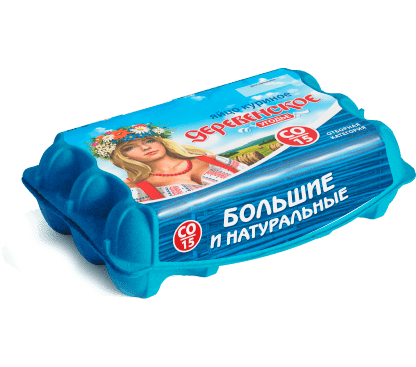 яйцо куриное
деревенское
СО
15
ОТБОРНАЯ
КАТЕГОРИЯ
СО
15
БОЛЬШИЕ
И НАТУРАЛЬНЫЕ